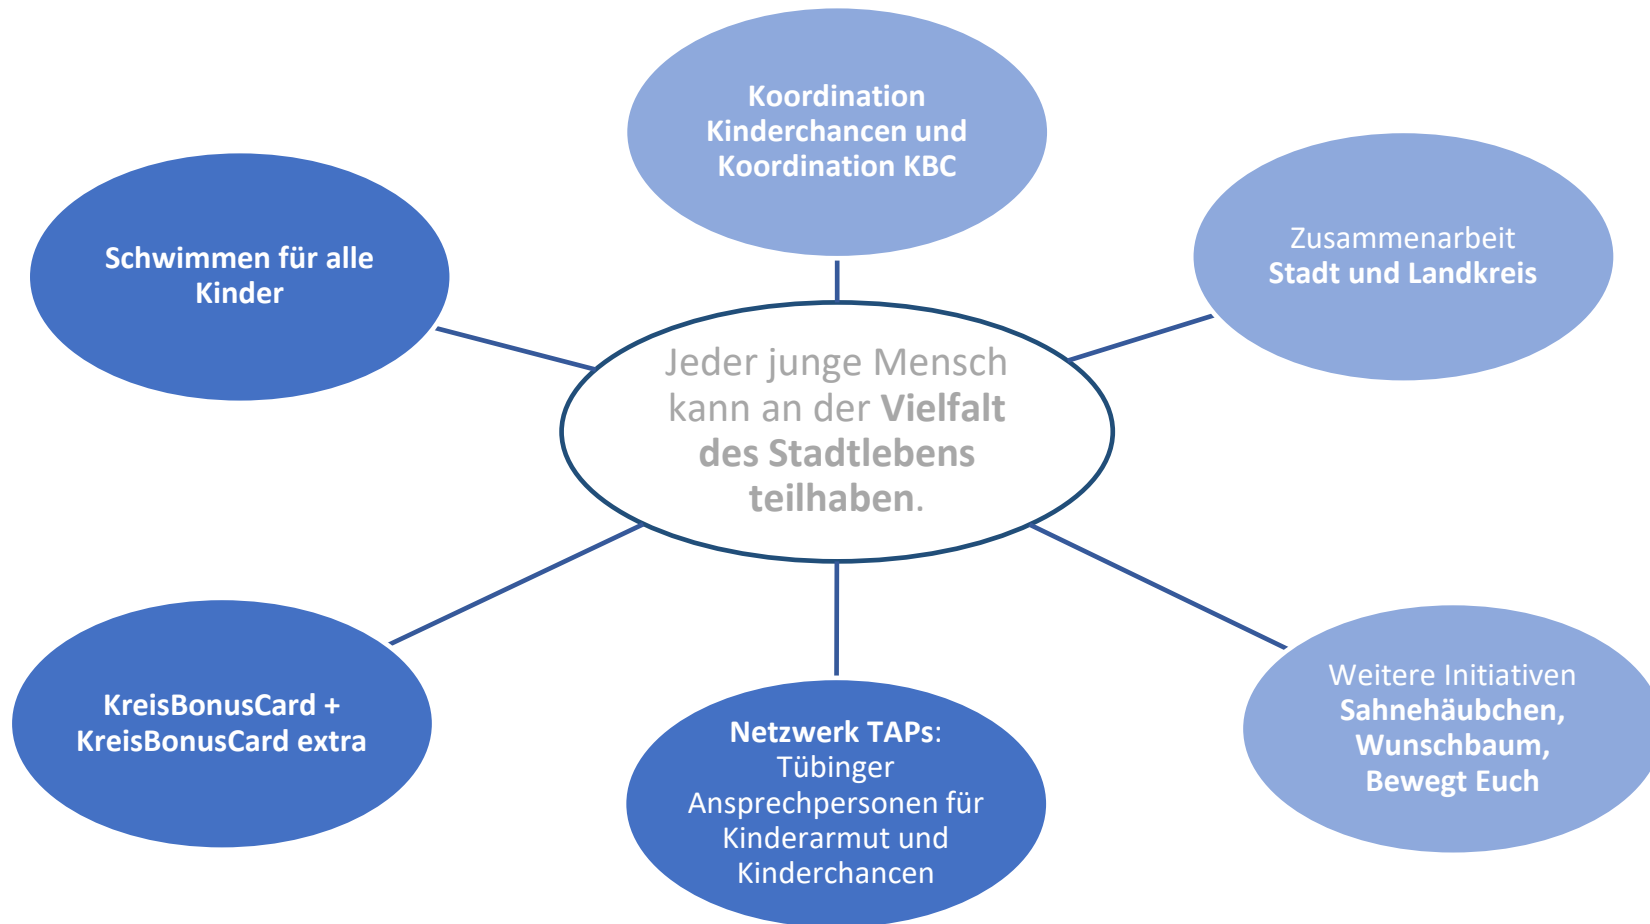 Koordination
Kinderchancen und
Koordination KBC
Schwimmen für alle
Kinder
Zusammenarbeit
Stadt und Landkreis
Jeder junge Mensch
kann an der Vielfalt
des Stadtlebens
teilhaben.
KreisBonusCard +
KreisBonusCard extra
Netzwerk TAPs:
Tübinger
Ansprechpersonen für
Kinderarmut und
Kinderchancen
Weitere Initiativen
Sahnehäubchen,
Wunschbaum,
Bewegt Euch